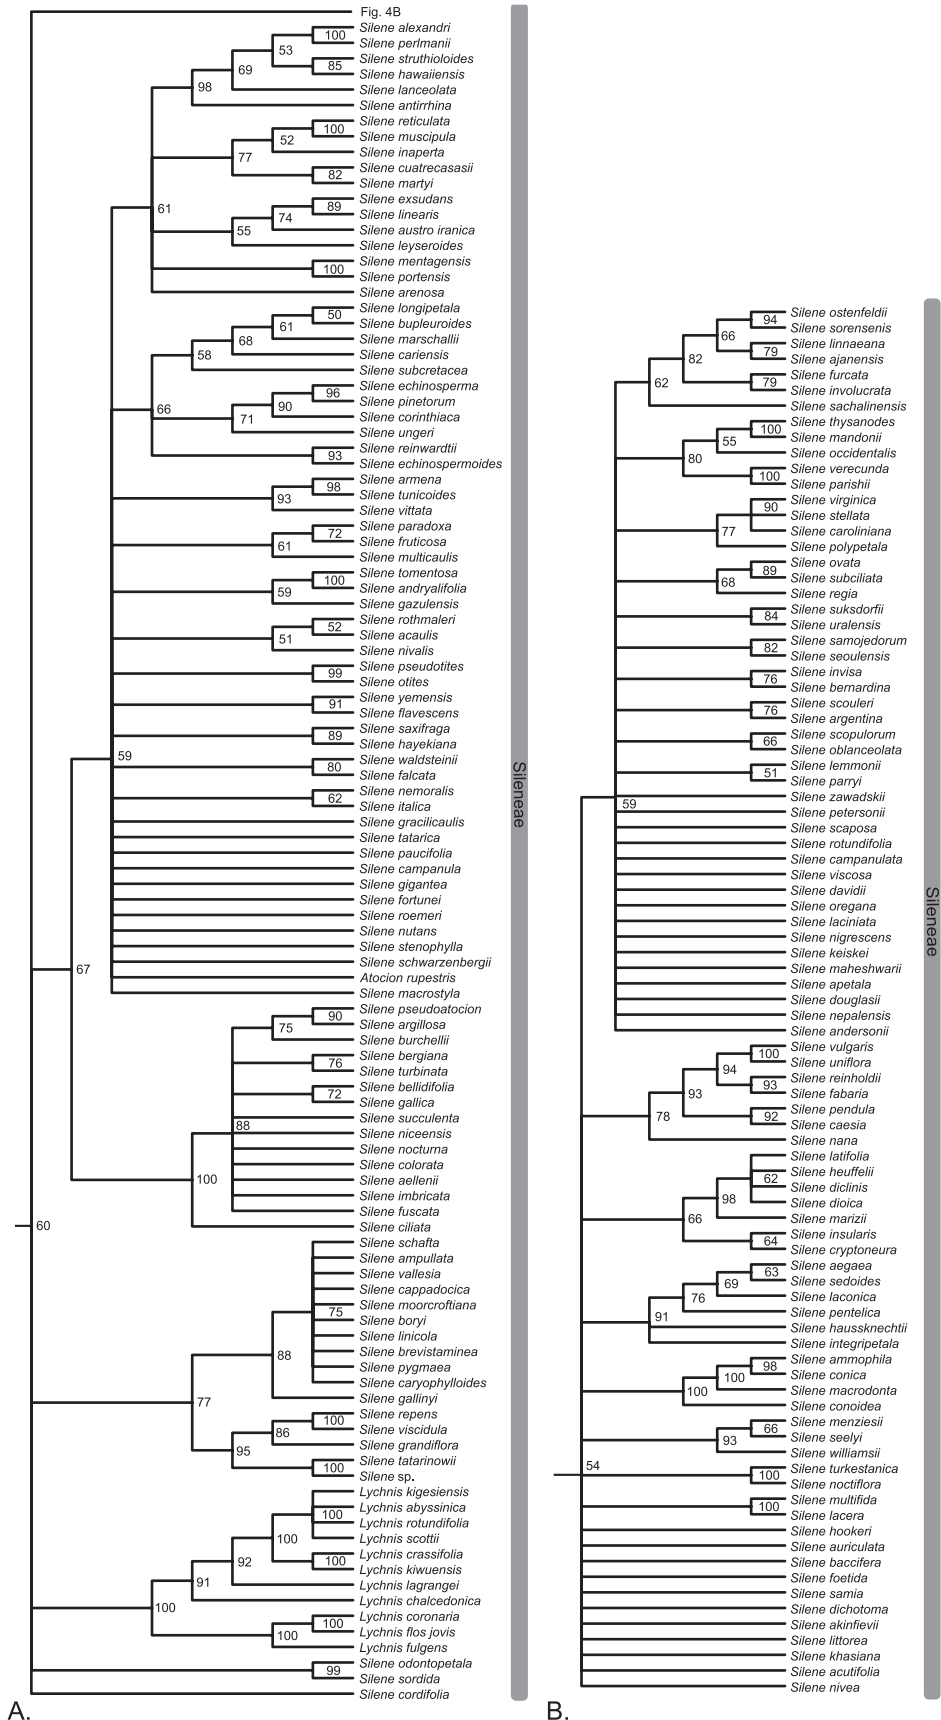 Fig. 4B
Silene alexandri
100
Silene perlmanii
53
Silene struthioloides
85
Silene hawaiiensis
69
Silene lanceolata
98
Silene antirrhina
Silene reticulata
100
Silene muscipula
52
Silene inaperta
77
Silene cuatrecasasii
82
Silene martyi
61
Silene exsudans
89
Silene linearis
74
Silene austro iranica
55
Silene leyseroides
Silene mentagensis
100
Silene portensis
Silene arenosa
Silene longipetala
50
Silene bupleuroides
61
Silene marschallii
68
Silene cariensis
58
Silene subcretacea
66
Silene echinosperma
96
Silene pinetorum
90
Silene corinthiaca
71
Silene ungeri
Silene reinwardtii
93
Silene echinospermoides
Silene armena
98
Silene tunicoides
93
Silene vittata
Silene paradoxa
72
Silene fruticosa
61
Silene multicaulis
Silene tomentosa
100
Silene andryalifolia
59
Silene gazulensis
Silene rothmaleri
52
Silene acaulis
51
Silene nivalis
Silene pseudotites
99
Silene otites
Silene yemensis
91
Silene flavescens
Silene saxifraga
89
Silene hayekiana
59
Silene waldsteinii
80
Silene falcata
Silene nemoralis
62
Silene italica
Silene gracilicaulis
Silene tatarica
Silene paucifolia
Silene campanula
Silene gigantea
Silene fortunei
Silene roemeri
Silene nutans
Silene stenophylla
Silene schwarzenbergii
67
Atocion rupestris
Silene macrostyla
Silene pseudoatocion
90
Silene argillosa
75
Silene burchellii
Silene bergiana
76
Silene turbinata
Silene bellidifolia
72
Silene gallica
Silene succulenta
88
Silene niceensis
Silene nocturna
Silene colorata
100
Silene aellenii
Silene imbricata
Silene fuscata
60
Silene ciliata
Silene schafta
Silene ampullata
Silene vallesia
Silene cappadocica
Silene moorcroftiana
75
Silene boryi
Silene linicola
88
Silene brevistaminea
Silene pygmaea
Silene caryophylloides
77
Silene gallinyi
Silene repens
100
Silene viscidula
86
Silene grandiflora
95
Silene tatarinowii
100
Silene sp.
Lychnis kigesiensis
Lychnis abyssinica
100
Lychnis rotundifolia
100
Lychnis scottii
Lychnis crassifolia
92
100
Lychnis kiwuensis
91
Lychnis lagrangei
Lychnis chalcedonica
100
Lychnis coronaria
100
Lychnis flos jovis
100
Lychnis fulgens
Silene odontopetala
99
Silene sordida
Silene cordifolia
Sileneae
A.
Silene ostenfeldii
94
Silene sorensenis
66
Silene linnaeana
79
Silene ajanensis
82
Silene furcata
79
Silene involucrata
62
Silene sachalinensis
Silene thysanodes
100
Silene mandonii
55
Silene occidentalis
80
Silene verecunda
100
Silene parishii
Silene virginica
90
Silene stellata
77
Silene caroliniana
Silene polypetala
Silene ovata
89
Silene subciliata
68
Silene regia
Silene suksdorfii
84
Silene uralensis
Silene samojedorum
82
Silene seoulensis
Silene invisa
76
Silene bernardina
Silene scouleri
76
Silene argentina
Silene scopulorum
66
Silene oblanceolata
Silene lemmonii
51
Silene parryi
Silene zawadskii
59
Silene petersonii
Silene scaposa
Silene rotundifolia
Silene campanulata
Silene viscosa
Silene davidii
Silene oregana
Silene laciniata
Silene nigrescens
Silene keiskei
Silene maheshwarii
Silene apetala
Silene douglasii
Silene nepalensis
Silene andersonii
Silene vulgaris
100
Silene uniflora
94
Silene reinholdii
93
Silene fabaria
93
Silene pendula
92
Silene caesia
78
Silene nana
Silene latifolia
Silene heuffelii
62
Silene diclinis
98
Silene dioica
66
Silene marizii
Silene insularis
64
Silene cryptoneura
Silene aegaea
63
Silene sedoides
69
Silene laconica
76
Silene pentelica
91
Silene haussknechtii
Silene integripetala
Silene ammophila
98
Silene conica
100
Silene macrodonta
100
Silene conoidea
Silene menziesii
66
Silene seelyi
93
Silene williamsii
54
Silene turkestanica
100
Silene noctiflora
Silene multifida
100
Silene lacera
Silene hookeri
Silene auriculata
Silene baccifera
Silene foetida
Silene samia
Silene dichotoma
Silene akinfievii
Silene littorea
Silene khasiana
Silene acutifolia
Silene nivea
Sileneae
B.